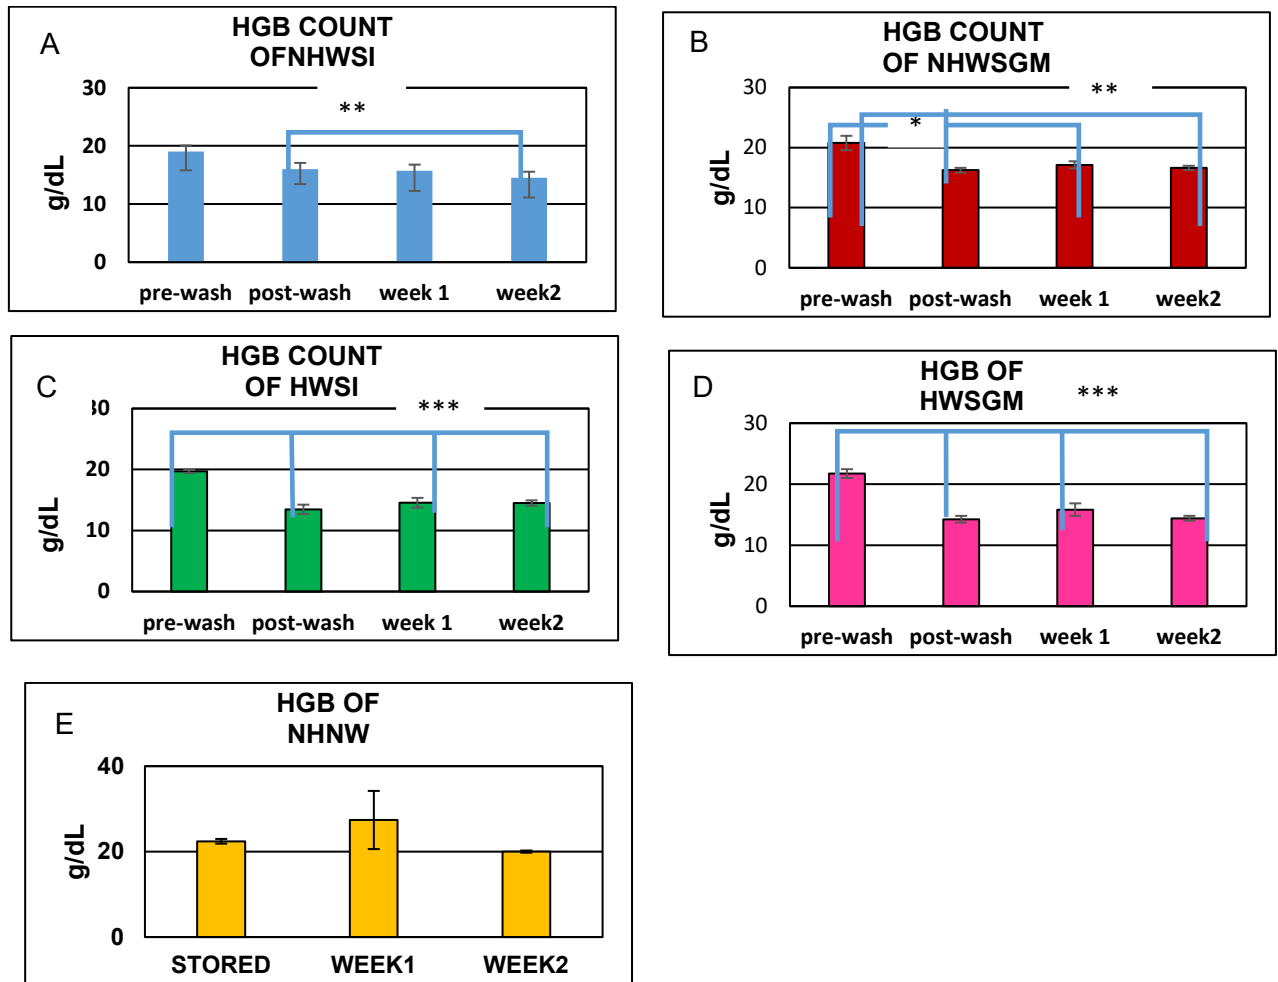 A
HGB COUNT
OFNHWSI
**
g/dL
30
20
10
0
pre-wash post-wash week 1 week2
B
HGB COUNT
OF NHWSGM
**
*
g/dL
30
20
10
0
pre-wash post-wash week 1 week2
C
HGB COUNT
OF HWSI
***
g/dL
30
20
10
0
pre-wash post-wash week 1 week2
D
HGB OF
HWSGM
***
g/dL
30
20
10
0
pre-wash post-wash week 1 week2
E
HGB OF
NHNW
g/dL
40
20
0
STORED WEEK1 WEEK2